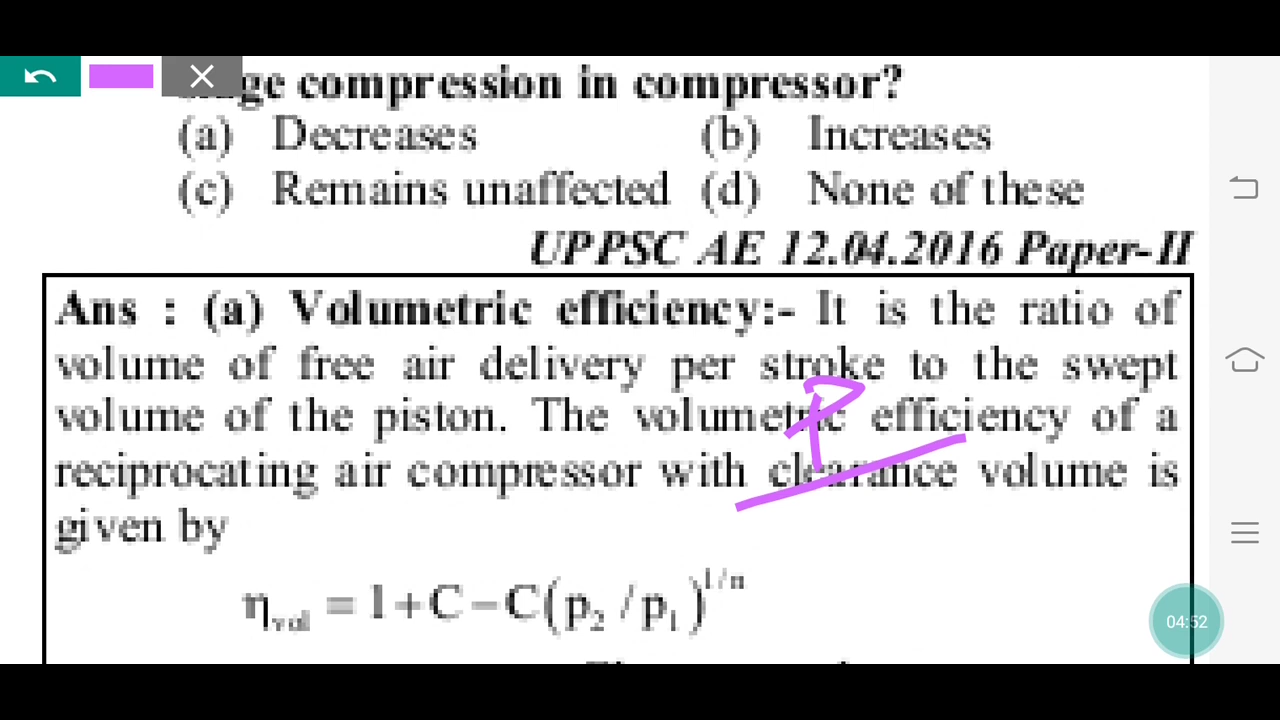 ge compression in compressor?
(a) Decreases (b) Increases
(c) Remains unaffected (d) None of these
UPPSC AE 12.04.2016 Paper-II
Ans : (a) Volumetric efficiency:- It is the ratio of
volume of free air delivery per stroke to the swept
volume of the piston. The volumetric efficiency of a
reciprocating air compressor with clearance volume is
given by
η_vol = 1+C−C(p₂/p₁)^1/n
04:52